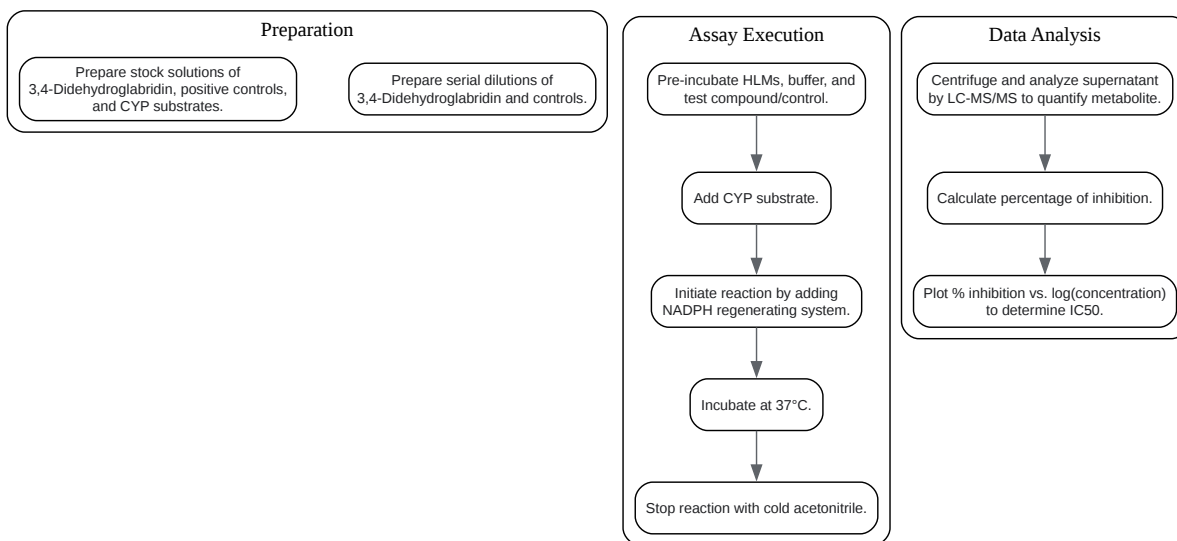 Preparation
Prepare stock solutions of
3,4-Didehydroglabridin, positive controls,
and CYP substrates.
Prepare serial dilutions of
3,4-Didehydroglabridin and controls.
Assay Execution
Pre-incubate HLMs, buffer, and
test compound/control.
Add CYP substrate.
Initiate reaction by adding
NADPH regenerating system.
Incubate at 37°C.
Stop reaction with cold acetonitrile.
Data Analysis
Centrifuge and analyze supernatant
by LC-MS/MS to quantify metabolite.
Calculate percentage of inhibition.
Plot % inhibition vs. log(concentration)
to determine IC50.